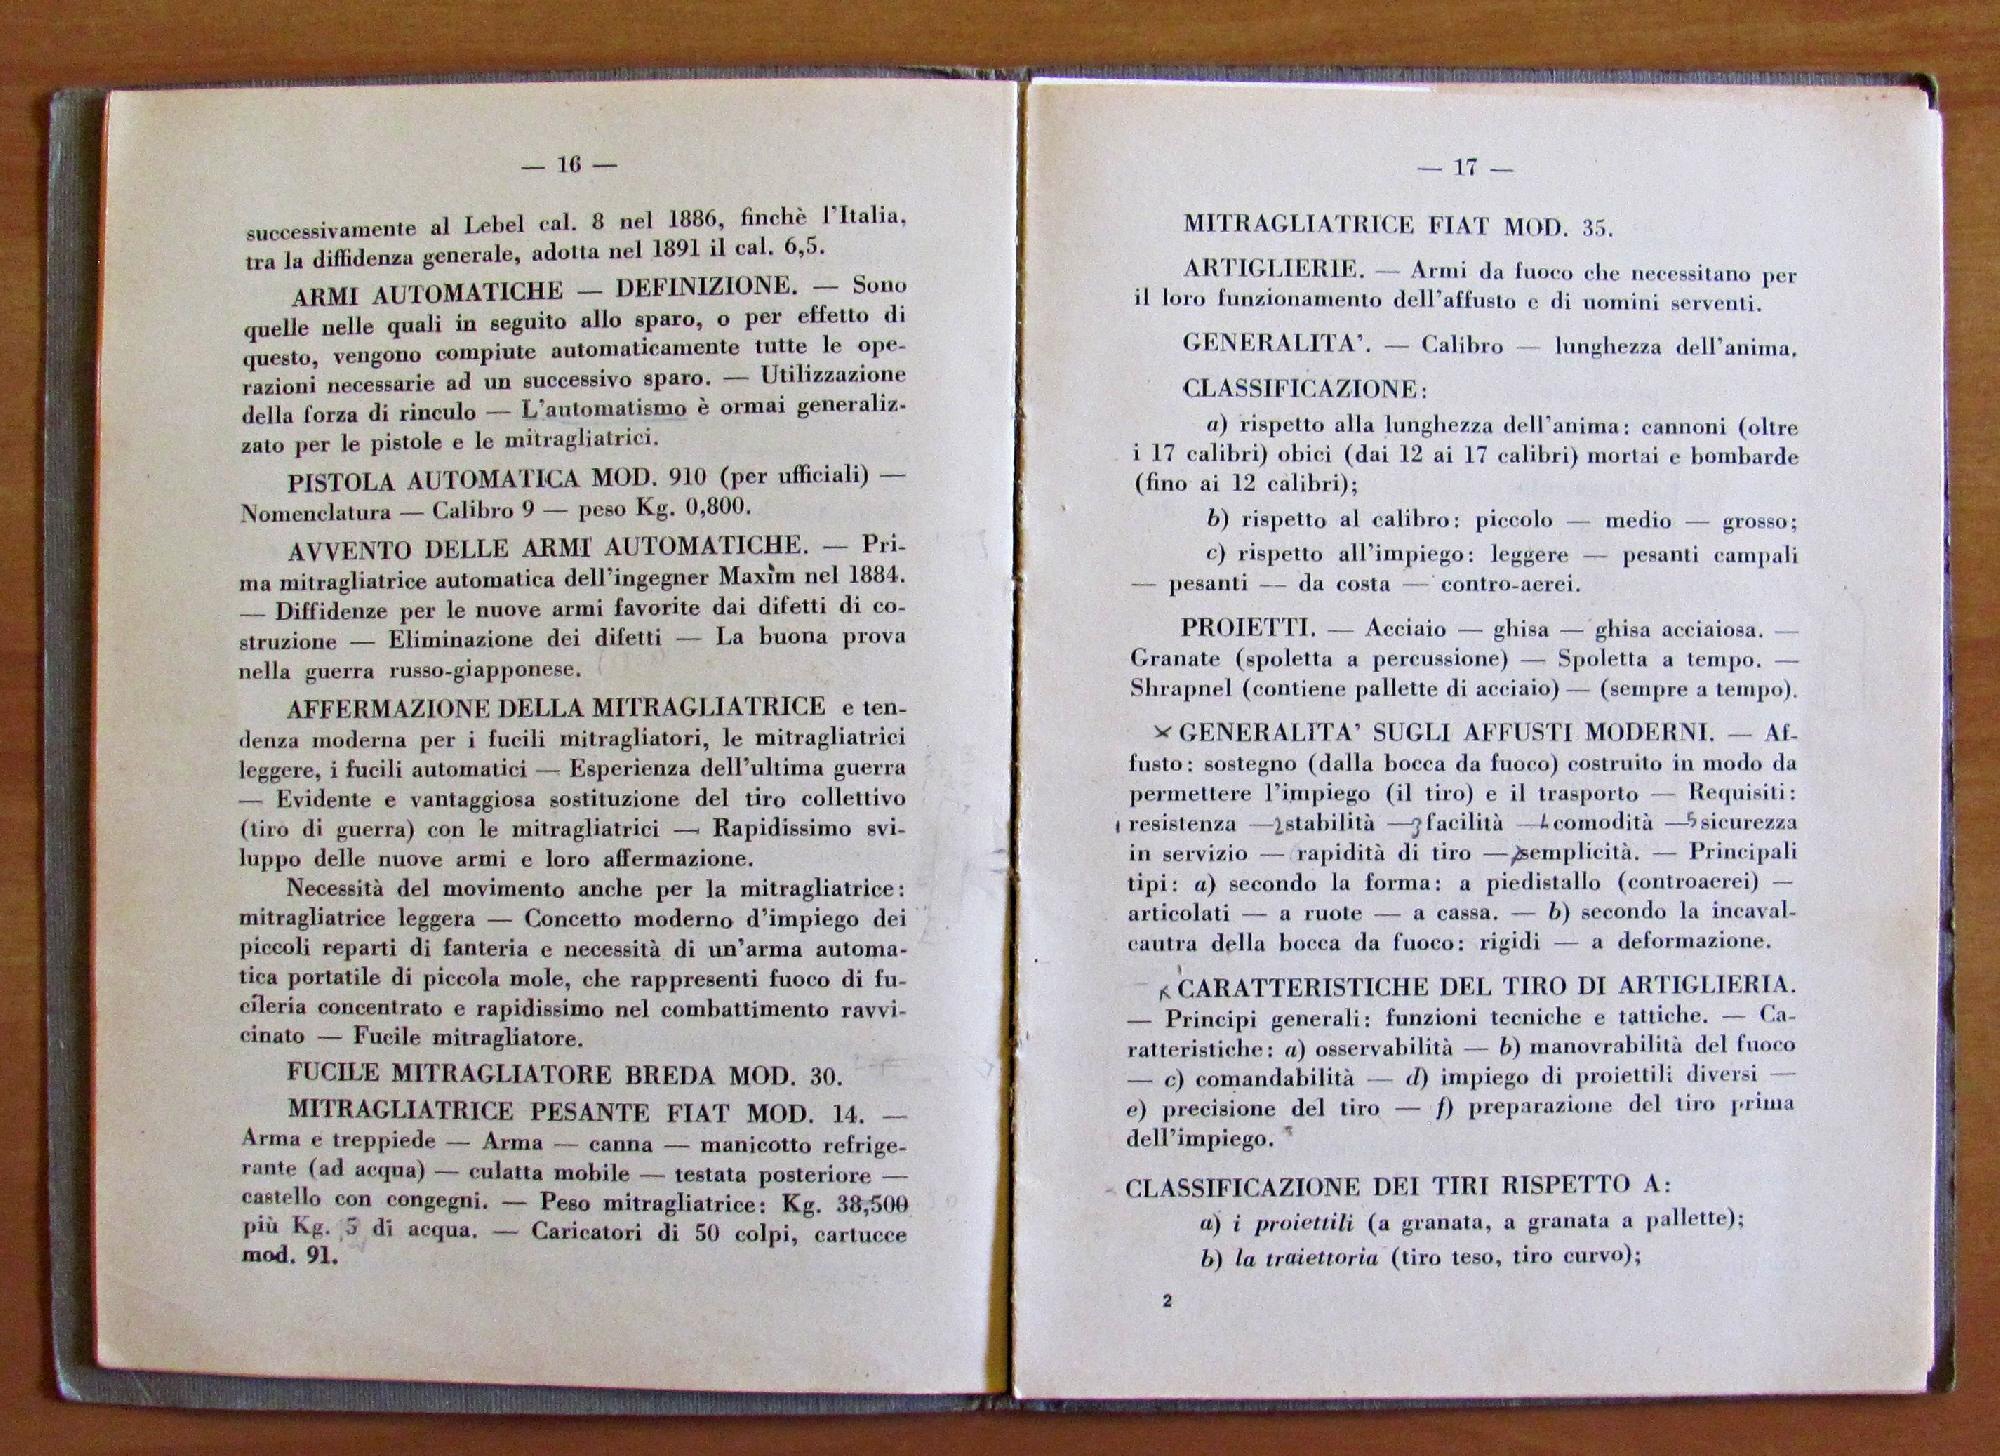 — 16 —
successivamente al Lebel cal. 8 nel 1886, finchè l'Italia,
tra la diffidenza generale, adotta nel 1891 il cal. 6,5.
ARMI AUTOMATICHE — DEFINIZIONE. — Sono
quelle nelle quali in seguito allo sparo, o per effetto di
questo, vengono compiute automaticamente tutte le ope-
razioni necessarie ad un successivo sparo. — Utilizzazione
della forza di rinculo — L'automatismo è ormai generaliz-
zato per le pistole e le mitragliatrici.
PISTOLA AUTOMATICA MOD. 910 (per ufficiali) —
Nomenclatura — Calibro 9 — peso Kg. 0,800.
AVVENTO DELLE ARMI AUTOMATICHE. — Pri-
ma mitragliatrice automatica dell'ingegner Maxim nel 1884.
— Diffidenze per le nuove armi favorite dai difetti di co-
struzione — Eliminazione dei difetti — La buona prova
nella guerra russo-giapponese.
AFFERMAZIONE DELLA MITRAGLIATRICE e ten-
denza moderna per i fucili mitragliatori, le mitragliatrici
leggere, i fucili automatici — Esperienza dell'ultima guerra
— Evidente e vantaggiosa sostituzione del tiro collettivo
(tiro di guerra) con le mitragliatrici — Rapidissimo svi-
luppo delle nuove armi e loro affermazione.
Necessità del movimento anche per la mitragliatrice:
mitragliatrice leggera — Concetto moderno d'impiego dei
piccoli reparti di fanteria e necessità di un'arma automa-
tica portatile di piccola mole, che rappresenti fuoco di fu-
cileria concentrato e rapidissimo nel combattimento ravvi-
cinato — Fucile mitragliatore.
FUCILE MITRAGLIATORE BREDA MOD. 30.
MITRAGLIATRICE PESANTE FIAT MOD. 14. —
Arma e treppiede — Arma — canna — manicotto refrige-
rante (ad acqua) — culatta mobile — testata posteriore —
castello con congegni. — Peso mitragliatrice: Kg. 38,500
più Kg. 5 di acqua. — Caricatori di 50 colpi, cartucce
mod. 91.
— 17 —
MITRAGLIATRICE FIAT MOD. 35.
ARTIGLIERIE. — Armi da fuoco che necessitano per
il loro funzionamento dell'affusto e di uomini serventi.
GENERALITA'. — Calibro — lunghezza dell'anima.
CLASSIFICAZIONE:
a) rispetto alla lunghezza dell'anima: cannoni (oltre
i 17 calibri) obici (dai 12 ai 17 calibri) mortai e bombarde
(fino ai 12 calibri);
b) rispetto al calibro: piccolo — medio — grosso;
c) rispetto all'impiego: leggere — pesanti campali
— pesanti — da costa — contro-aerei.
PROIETTI. — Acciaio — ghisa — ghisa acciaiosa. —
Granate (spoletta a percussione) — Spoletta a tempo. —
Shrapnel (contiene pallette di acciaio) — (sempre a tempo).
× GENERALITA' SUGLI AFFUSTI MODERNI. — Af-
fusto: sostegno (dalla bocca da fuoco) costruito in modo da
permettere l'impiego (il tiro) e il trasporto — Requisiti:
1 resistenza — 2 stabilità — 3 facilità — 4 comodità — 5 sicurezza
in servizio — rapidità di tiro — semplicità. — Principali
tipi: a) secondo la forma: a piedistallo (controaerei) —
articolati — a ruote — a cassa. — b) secondo la incaval-
cautra della bocca da fuoco: rigidi — a deformazione.
× CARATTERISTICHE DEL TIRO DI ARTIGLIERIA.
— Principi generali: funzioni tecniche e tattiche. — Ca-
ratteristiche: a) osservabilità — b) manovrabilità del fuoco
— c) comandabilità — d) impiego di proiettili diversi —
e) precisione del tiro — f) preparazione del tiro prima
dell'impiego.
CLASSIFICAZIONE DEI TIRI RISPETTO A:
a) i proiettili (a granata, a granata a pallette);
b) la traiettoria (tiro teso, tiro curvo);
2